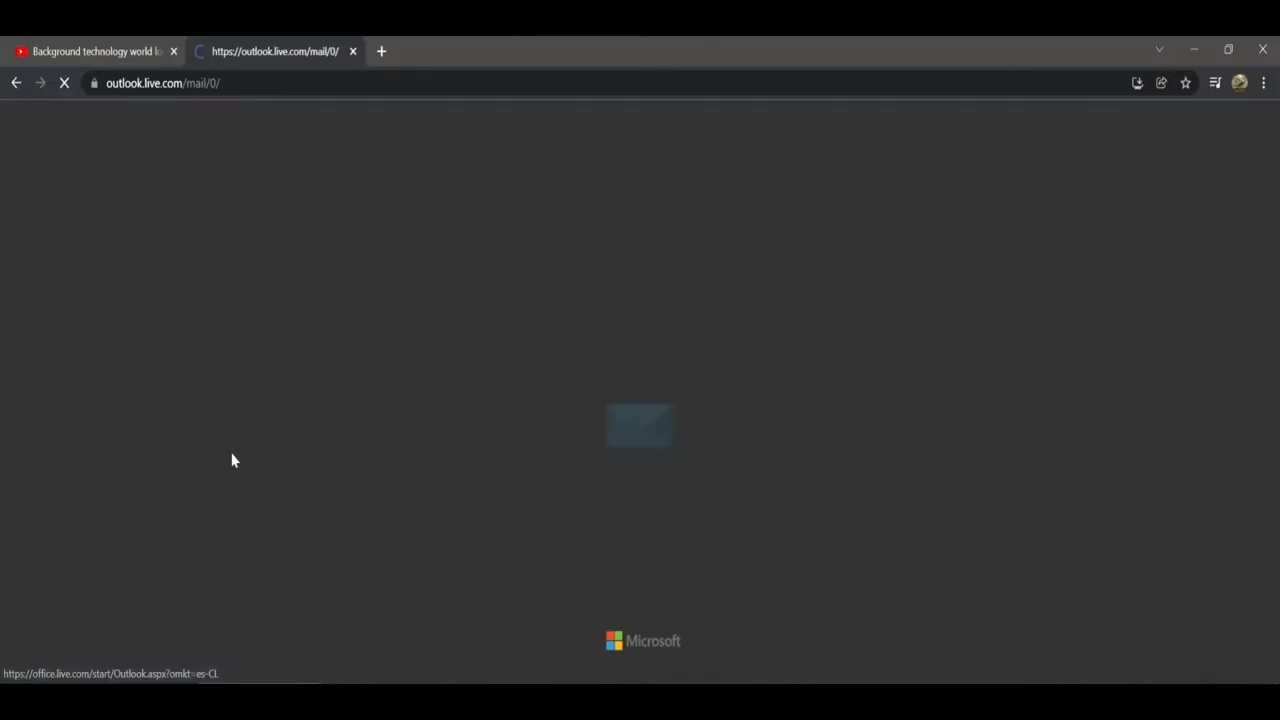 Background technology world lo
https://outlook.live.com/mail/0/
outlook.live.com/mail/0/
Microsoft
https://office.live.com/start/Outlook.aspx?omkt=es-CL